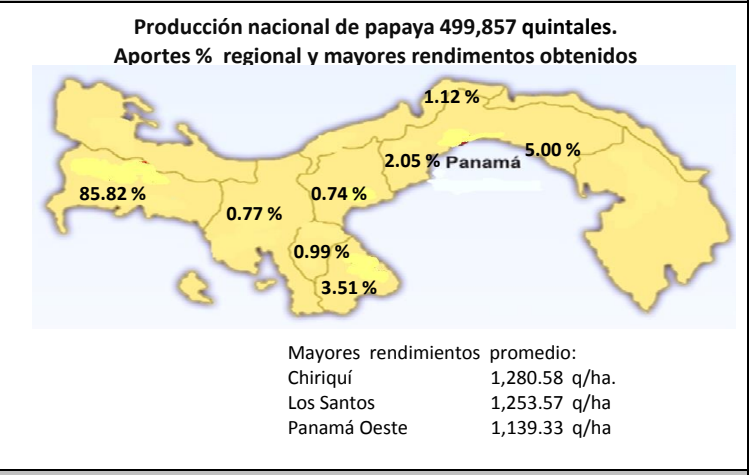 Producción nacional de papaya 499,857 quintales.
Aportes % regional y mayores rendimentos obtenidos
1.12 %
2.05 % Panamá 5.00 %
85.82 %
0.77 %
0.74 %
0.99 %
3.51 %
Mayores rendimientos promedio:
Chiriquí 1,280.58 q/ha.
Los Santos 1,253.57 q/ha
Panamá Oeste 1,139.33 q/ha